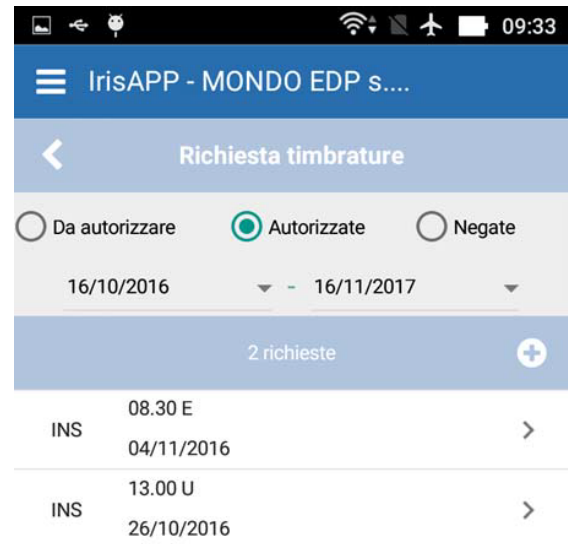 09:33
IrisAPP - MONDO EDP s....
Richiesta timbrature
Da autorizzare Autorizzate Negate
16/10/2016 - 16/11/2017
2 richieste
08.30 E
INS
04/11/2016
13.00 U
INS
26/10/2016